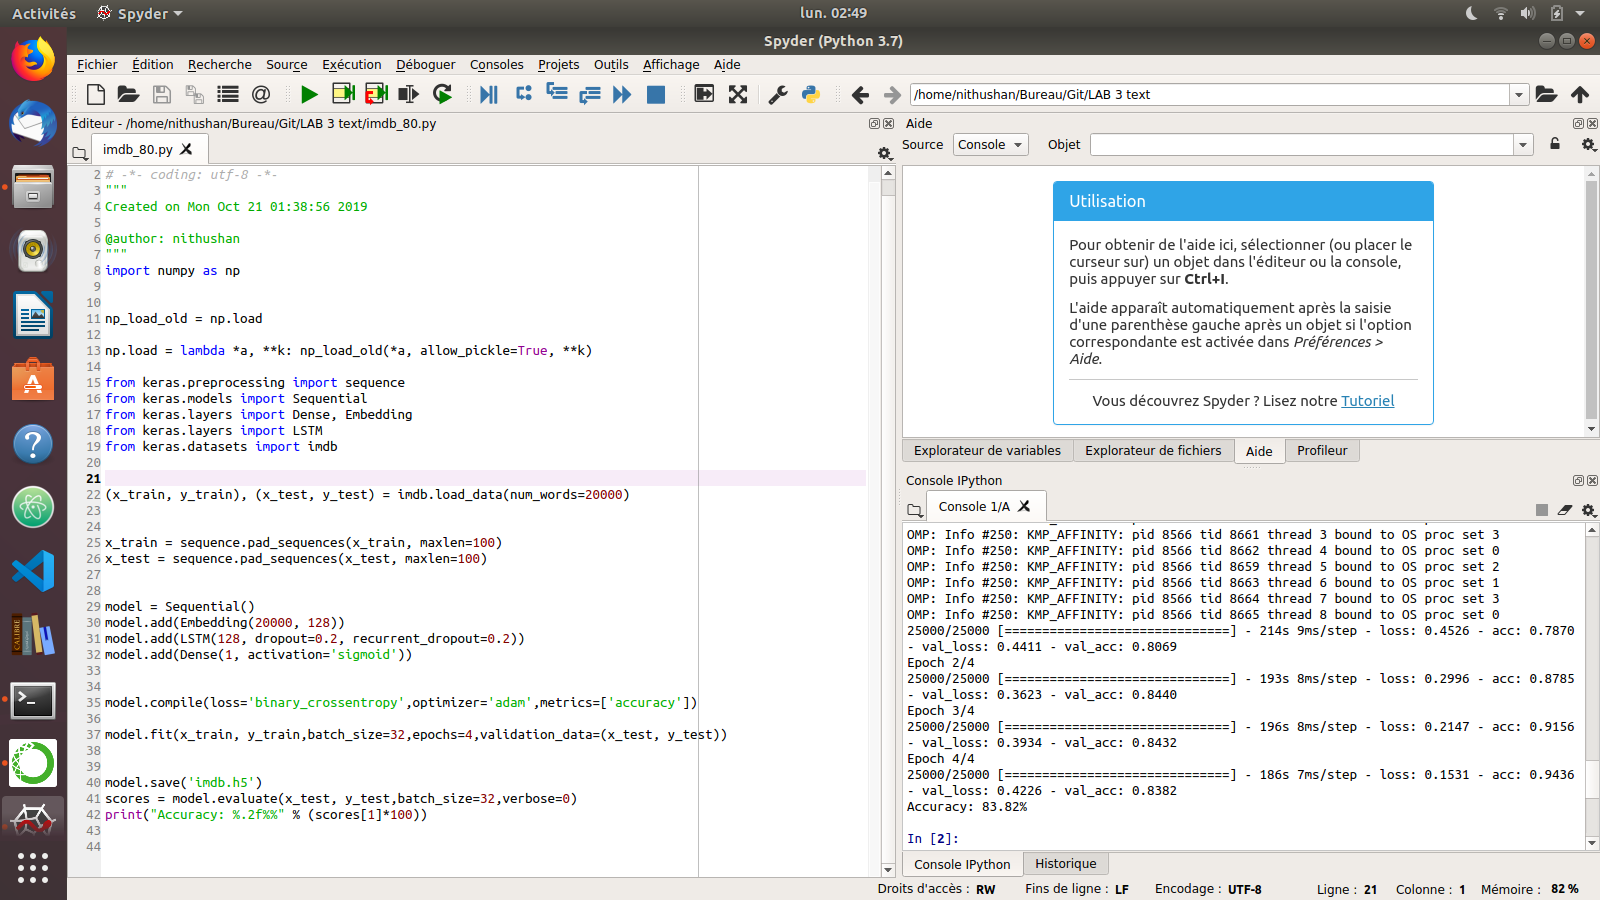 Activités
Spyder
lun. 02:49
Spyder (Python 3.7)
Fichier Édition Recherche Source Exécution Déboguer Consoles Projets Outils Affichage Aide
/home/nithushan/Bureau/Git/LAB 3 text
Éditeur - /home/nithushan/Bureau/Git/LAB 3 text/imdb_80.py
imdb_80.py
2 # -*- coding: utf-8 -*-
3 """
4 Created on Mon Oct 21 01:38:56 2019
5
6 @author: nithushan
7 """
8 import numpy as np
9
10
11 np_load_old = np.load
12
13 np.load = lambda *a, **k: np_load_old(*a, allow_pickle=True, **k)
14
15 from keras.preprocessing import sequence
16 from keras.models import Sequential
17 from keras.layers import Dense, Embedding
18 from keras.layers import LSTM
19 from keras.datasets import imdb
20
21
22 (x_train, y_train), (x_test, y_test) = imdb.load_data(num_words=20000)
23
24
25 x_train = sequence.pad_sequences(x_train, maxlen=100)
26 x_test = sequence.pad_sequences(x_test, maxlen=100)
27
28
29 model = Sequential()
30 model.add(Embedding(20000, 128))
31 model.add(LSTM(128, dropout=0.2, recurrent_dropout=0.2))
32 model.add(Dense(1, activation='sigmoid'))
33
34
35 model.compile(loss='binary_crossentropy',optimizer='adam',metrics=['accuracy'])
36
37 model.fit(x_train, y_train,batch_size=32,epochs=4,validation_data=(x_test, y_test))
38
39
40 model.save('imdb.h5')
41 scores = model.evaluate(x_test, y_test,batch_size=32,verbose=0)
42 print("Accuracy: %.2f%%" % (scores[1]*100))
43
44
Aide
Source Console Objet
Utilisation
Pour obtenir de l'aide ici, sélectionner (ou placer le
curseur sur) un objet dans l'éditeur ou la console,
puis appuyer sur Ctrl+I.
L'aide apparaît automatiquement après la saisie
d'une parenthèse gauche après un objet si l'option
correspondante est activée dans Préférences >
Aide.
Vous découvrez Spyder ? Lisez notre Tutoriel
Explorateur de variables Explorateur de fichiers Aide Profileur
Console IPython
Console 1/A
OMP: Info #250: KMP_AFFINITY: pid 8566 tid 8661 thread 3 bound to OS proc set 3
OMP: Info #250: KMP_AFFINITY: pid 8566 tid 8662 thread 4 bound to OS proc set 0
OMP: Info #250: KMP_AFFINITY: pid 8566 tid 8659 thread 5 bound to OS proc set 2
OMP: Info #250: KMP_AFFINITY: pid 8566 tid 8663 thread 6 bound to OS proc set 1
OMP: Info #250: KMP_AFFINITY: pid 8566 tid 8664 thread 7 bound to OS proc set 3
OMP: Info #250: KMP_AFFINITY: pid 8566 tid 8665 thread 8 bound to OS proc set 0
25000/25000 [==============================] - 214s 9ms/step - loss: 0.4526 - acc: 0.7870
- val_loss: 0.4411 - val_acc: 0.8069
Epoch 2/4
25000/25000 [==============================] - 193s 8ms/step - loss: 0.2996 - acc: 0.8785
- val_loss: 0.3623 - val_acc: 0.8440
Epoch 3/4
25000/25000 [==============================] - 196s 8ms/step - loss: 0.2147 - acc: 0.9156
- val_loss: 0.3934 - val_acc: 0.8432
Epoch 4/4
25000/25000 [==============================] - 186s 7ms/step - loss: 0.1531 - acc: 0.9436
- val_loss: 0.4226 - val_acc: 0.8382
Accuracy: 83.82%
In [2]:
Console IPython Historique
Droits d'accès : RW Fins de ligne : LF Encodage : UTF-8 Ligne : 21 Colonne : 1 Mémoire : 82 %
CALIBRE